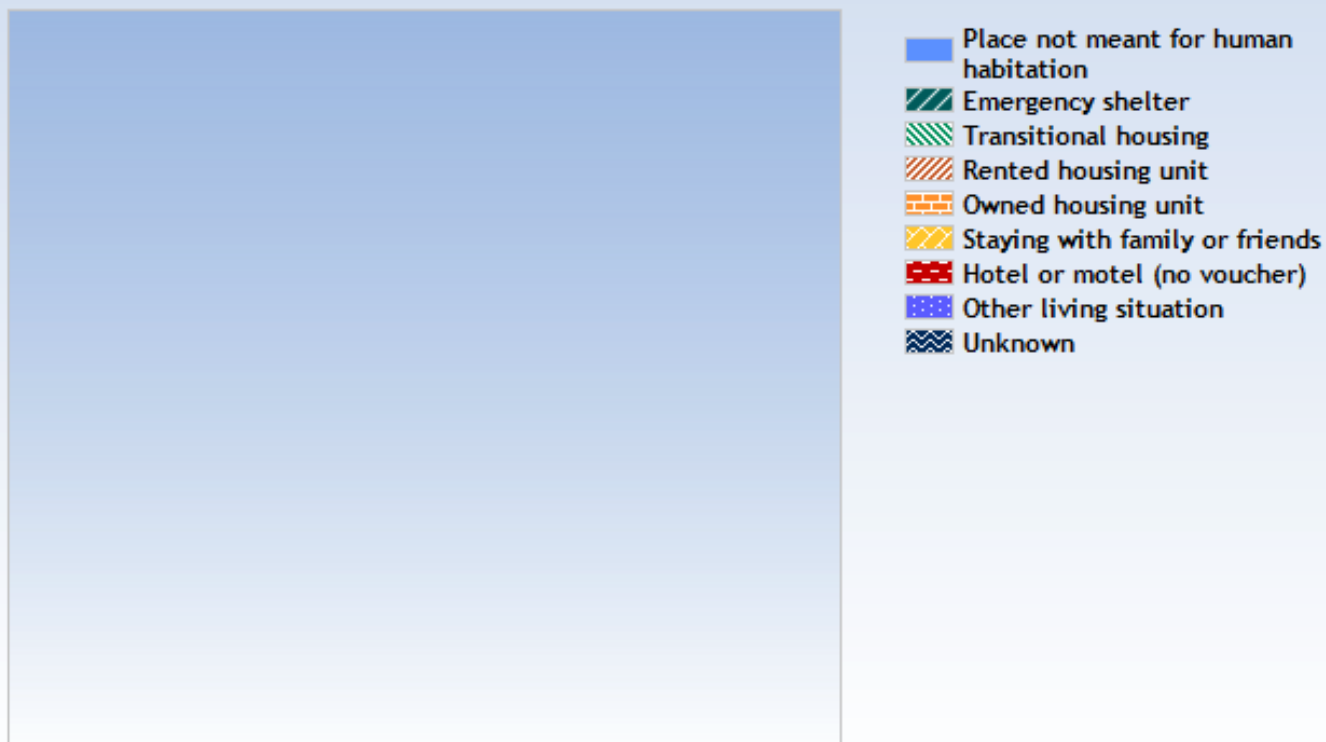 Place not meant for human
habitation
Emergency shelter
Transitional housing
Rented housing unit
Owned housing unit
Staying with family or friends
Hotel or motel (no voucher)
Other living situation
Unknown